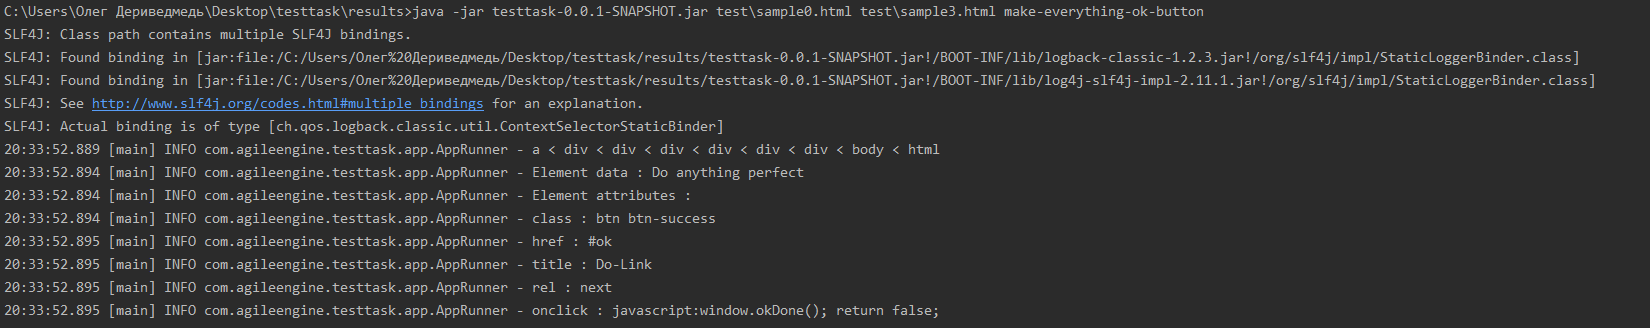 C:\Users\Олег Дериведмедь\Desktop\testtask\results>java -jar testtask-0.0.1-SNAPSHOT.jar test\sample0.html test\sample3.html make-everything-ok-button
SLF4J: Class path contains multiple SLF4J bindings.
SLF4J: Found binding in [jar:file:/C:/Users/Олег%20Дериведмедь/Desktop/testtask/results/testtask-0.0.1-SNAPSHOT.jar!/BOOT-INF/lib/logback-classic-1.2.3.jar!/org/slf4j/impl/StaticLoggerBinder.class]
SLF4J: Found binding in [jar:file:/C:/Users/Олег%20Дериведмедь/Desktop/testtask/results/testtask-0.0.1-SNAPSHOT.jar!/BOOT-INF/lib/log4j-slf4j-impl-2.11.1.jar!/org/slf4j/impl/StaticLoggerBinder.class]
SLF4J: See http://www.slf4j.org/codes.html#multiple_bindings for an explanation.
SLF4J: Actual binding is of type [ch.qos.logback.classic.util.ContextSelectorStaticBinder]
20:33:52.889 [main] INFO com.agileengine.testtask.app.AppRunner - a < div < div < div < div < div < div < body < html
20:33:52.894 [main] INFO com.agileengine.testtask.app.AppRunner - Element data : Do anything perfect
20:33:52.894 [main] INFO com.agileengine.testtask.app.AppRunner - Element attributes :
20:33:52.894 [main] INFO com.agileengine.testtask.app.AppRunner - class : btn btn-success
20:33:52.895 [main] INFO com.agileengine.testtask.app.AppRunner - href : #ok
20:33:52.895 [main] INFO com.agileengine.testtask.app.AppRunner - title : Do-Link
20:33:52.895 [main] INFO com.agileengine.testtask.app.AppRunner - rel : next
20:33:52.895 [main] INFO com.agileengine.testtask.app.AppRunner - onclick : javascript:window.okDone(); return false;